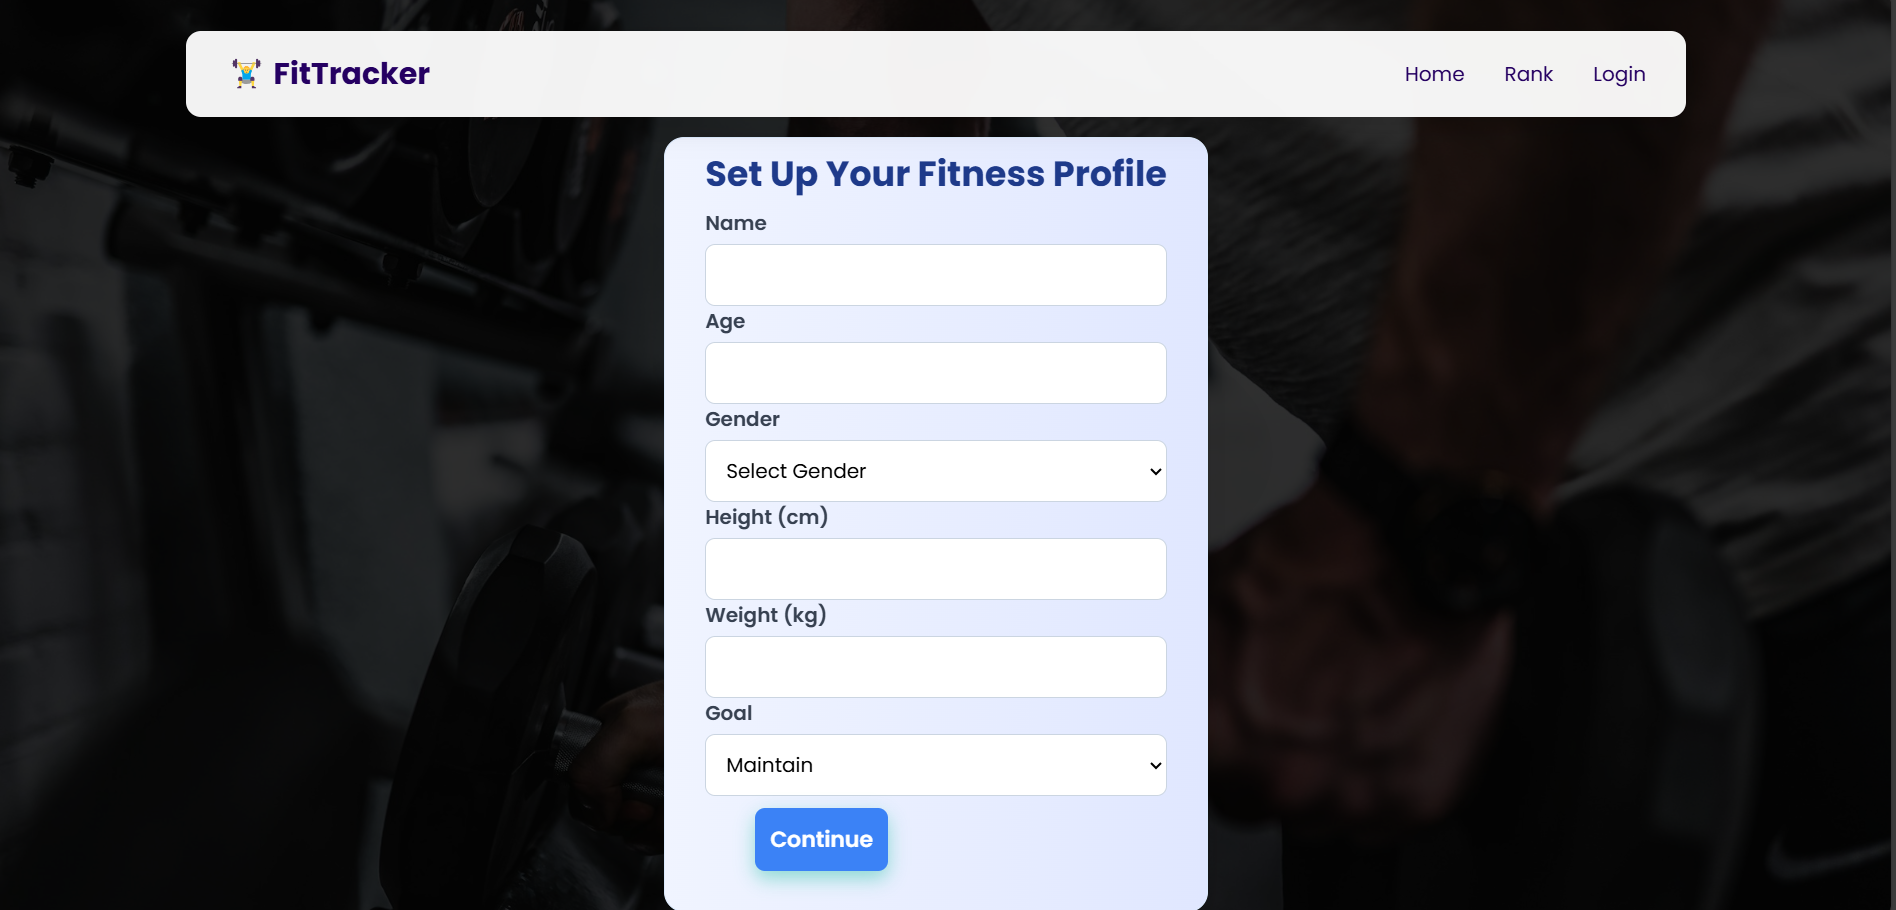 FitTracker
Home Rank Login
Set Up Your Fitness Profile
Name
Age
Gender
Select Gender
Height (cm)
Weight (kg)
Goal
Maintain
Continue